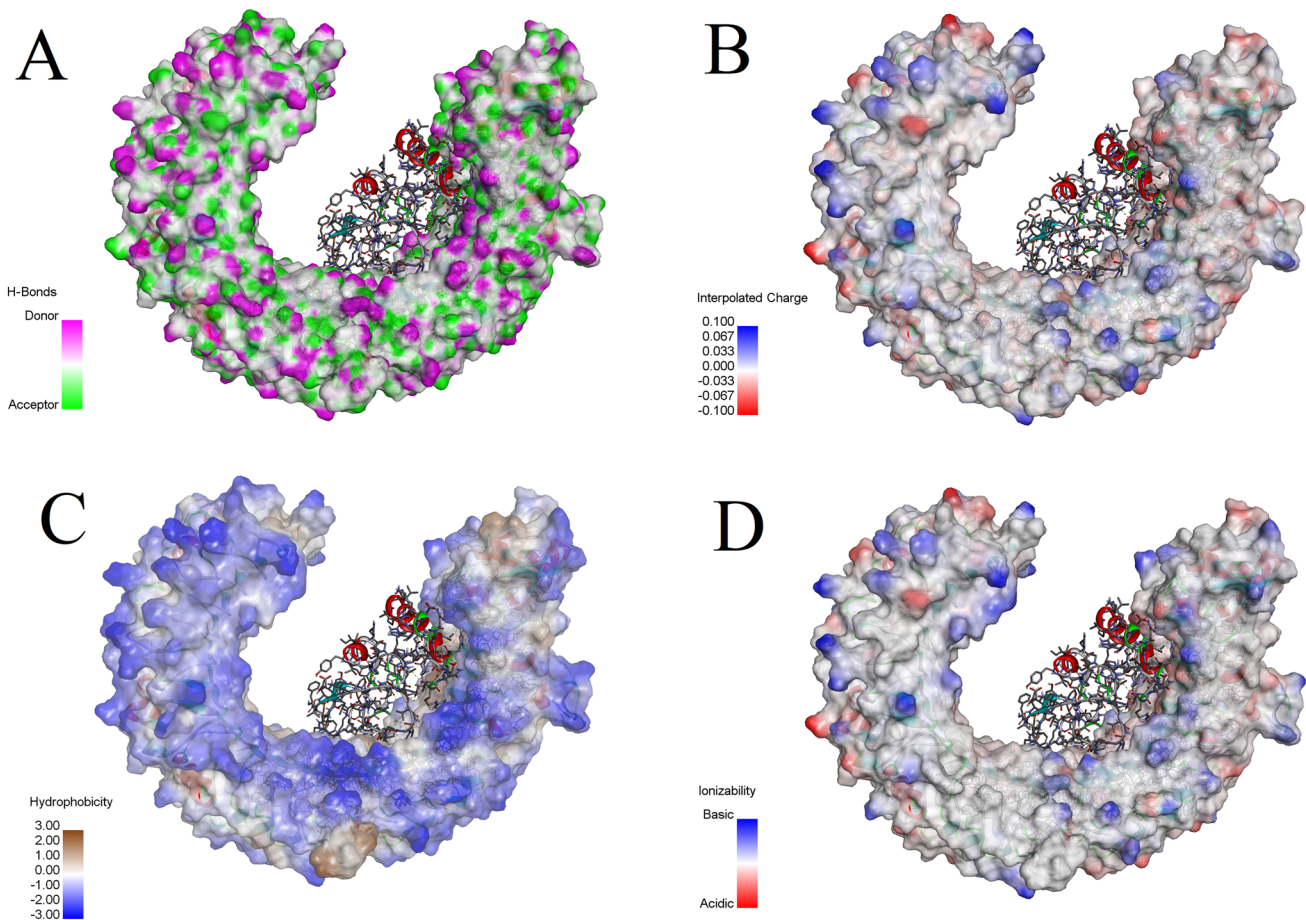 A
H-Bonds
Donor
Acceptor
B
Interpolated Charge
0.100
0.067
0.033
0.000
-0.033
-0.067
-0.100
C
Hydrophobicity
3.00
2.00
1.00
0.00
-1.00
-2.00
-3.00
D
Ionizability
Basic
Acidic